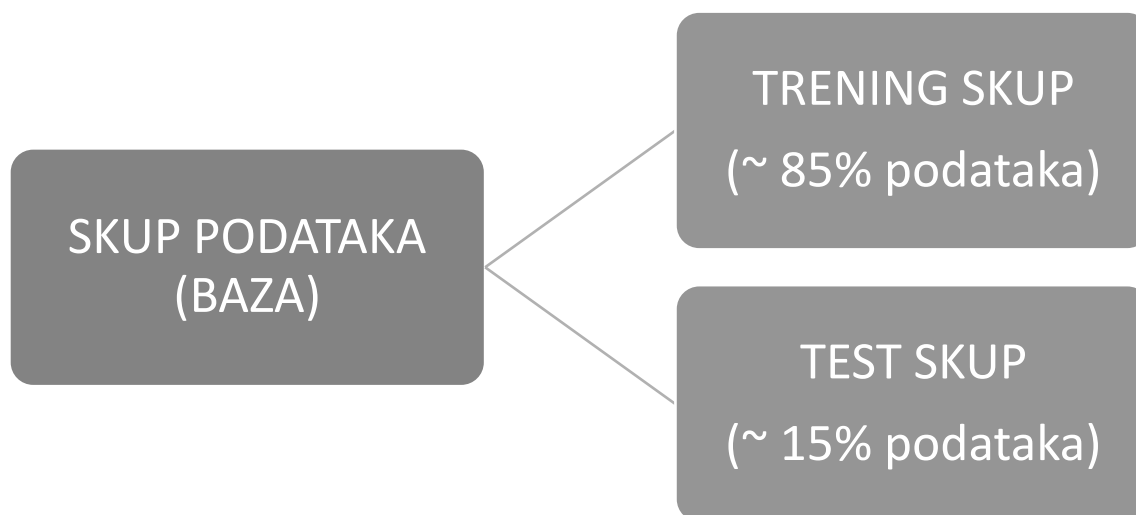 SKUP PODATAKA
(BAZA)
TRENING SKUP
(~ 85% podataka)
TEST SKUP
(~ 15% podataka)